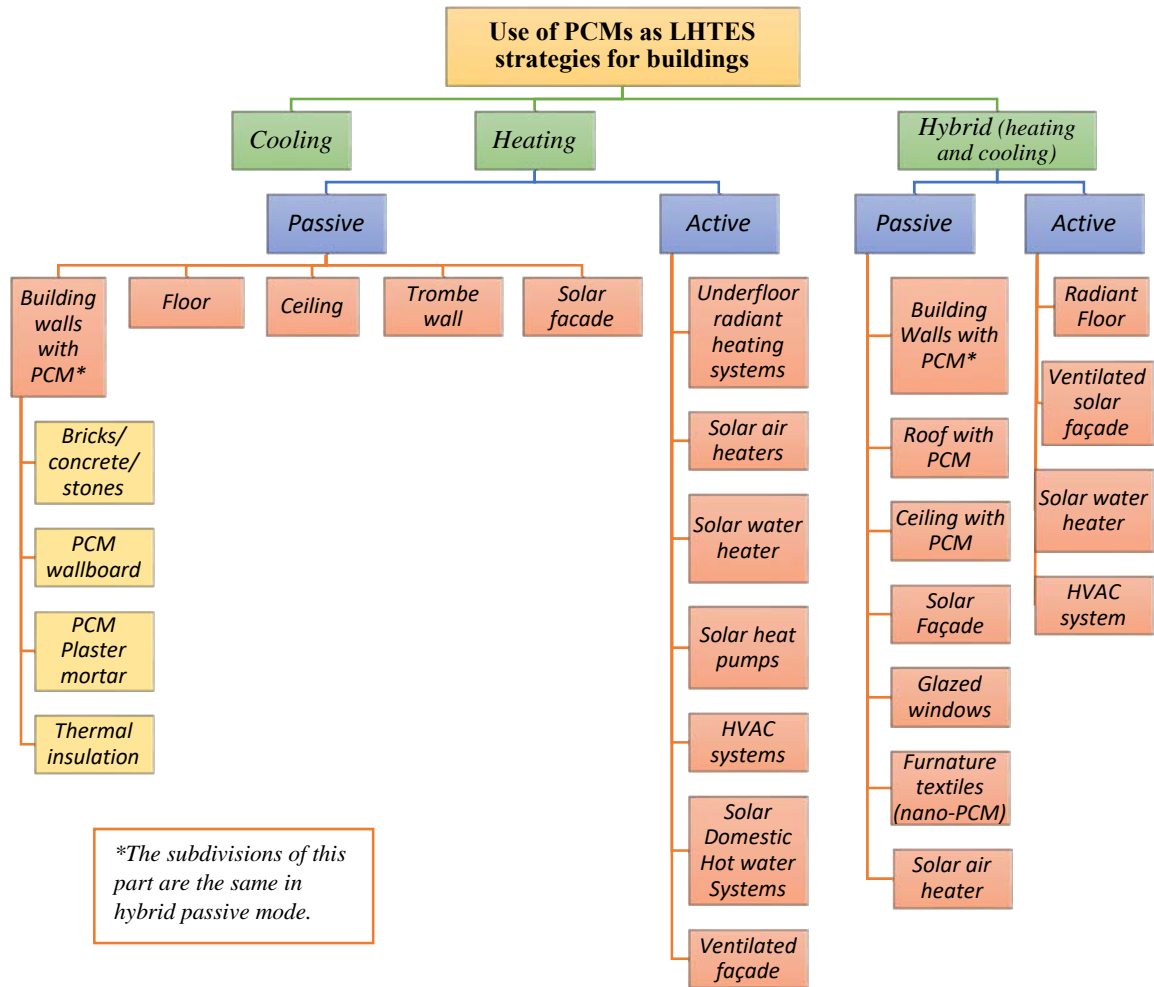 Use of PCMs as LHTES
strategies for buildings
Cooling
Heating
Hybrid (heating
and cooling)
Passive
Active
Passive
Active
Building
walls
with
PCM*
Floor
Ceiling
Trombe
wall
Solar
facade
Bricks/
concrete/
stones
PCM
wallboard
PCM
Plaster
mortar
Thermal
insulation
Underfloor
radiant
heating
systems
Solar air
heaters
Solar water
heater
Solar heat
pumps
HVAC
systems
Solar
Domestic
Hot water
Systems
Ventilated
façade
Building
Walls with
PCM*
Roof with
PCM
Ceiling with
PCM
Solar
Façade
Glazed
windows
Furnature
textiles
(nano-PCM)
Solar air
heater
Radiant
Floor
Ventilated
solar
façade
Solar water
heater
HVAC
system
*The subdivisions of this
part are the same in
hybrid passive mode.